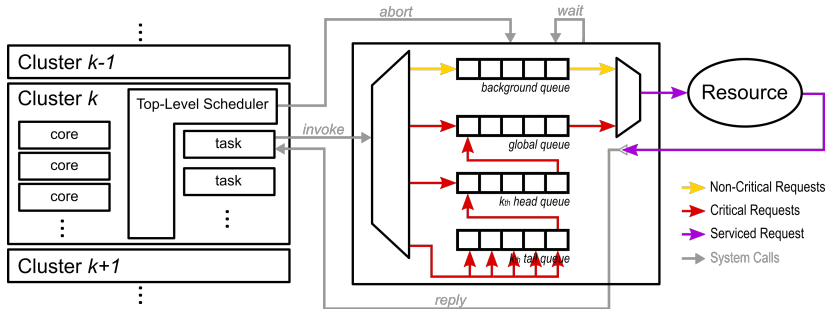 abort
wait
Cluster k-1
Cluster k
Top-Level Scheduler
core
core
core
task
task
invoke
Cluster k+1
background queue
global queue
kth head queue
kth tail queue
reply
Resource
Non-Critical Requests
Critical Requests
Serviced Request
System Calls